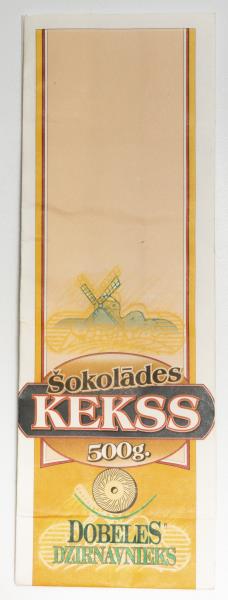 Šokolādes
KEKSS
500g.
DOBELES
DZIRNAVNIEKS